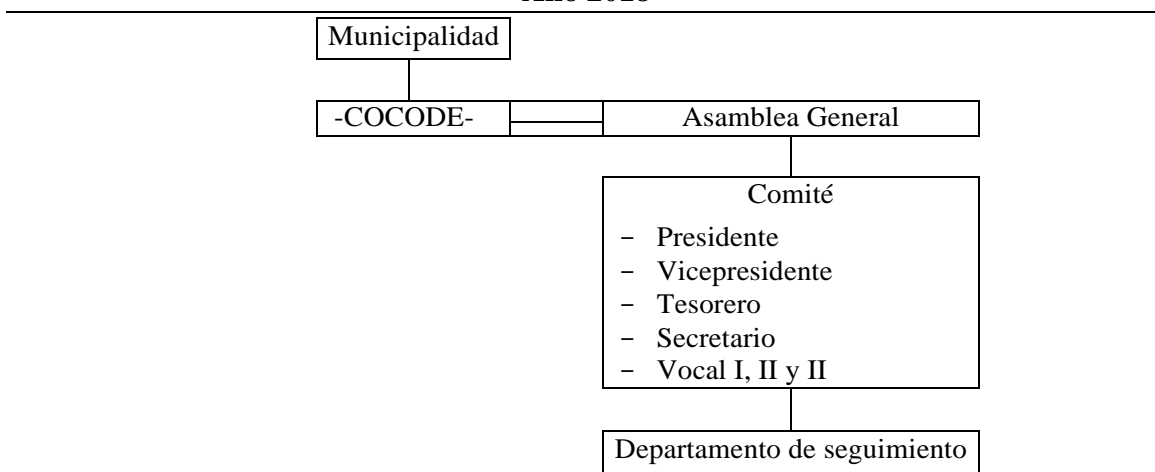 Municipalidad
-COCODE- Asamblea General
Comité
- Presidente
- Vicepresidente
- Tesorero
- Secretario
- Vocal I, II y II
Departamento de seguimiento